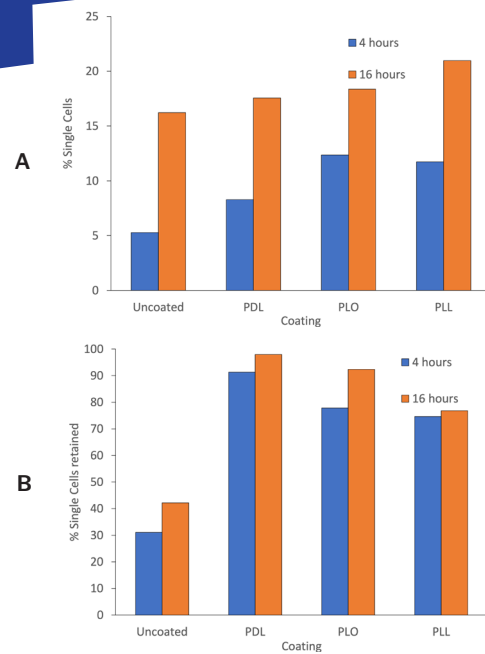 A
% Single Cells
25
20
15
10
5
0
4 hours
16 hours
Uncoated PDL PLO PLL
Coating
B
% Single Cells retained
100
90
80
70
60
50
40
30
20
10
0
4 hours
16 hours
Uncoated PDL PLO PLL
Coating